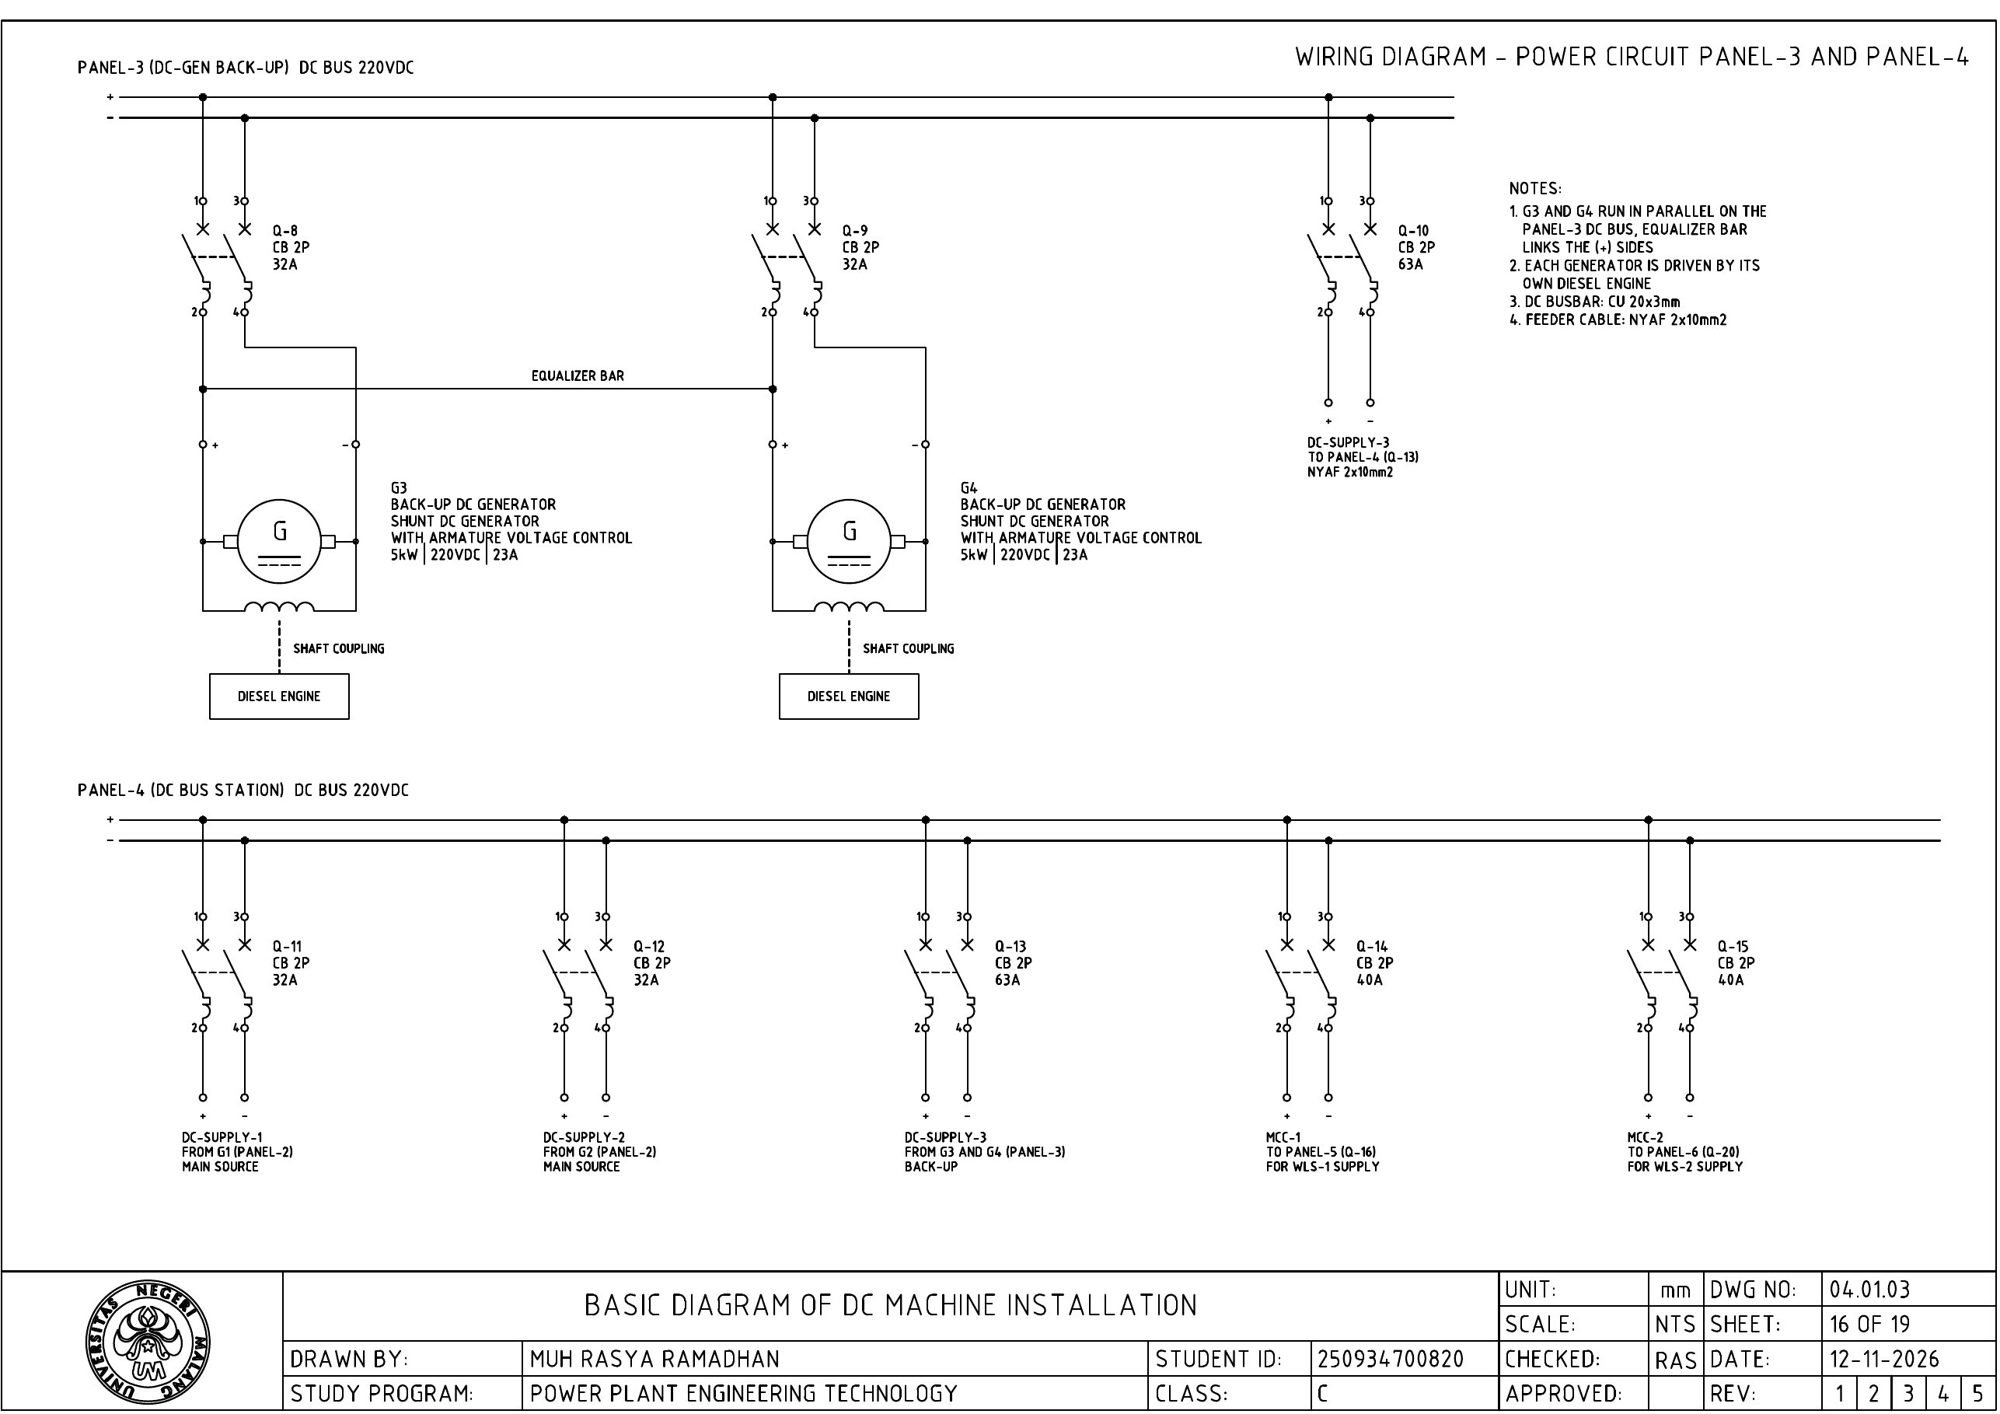 WIRING DIAGRAM - POWER CIRCUIT PANEL-3 AND PANEL-4
PANEL-3 (DC-GEN BACK-UP) DC BUS 220VDC
+
-
1
3
Q-8
CB 2P
32A
2
4
1
3
Q-9
CB 2P
32A
2
4
1
3
Q-10
CB 2P
63A
2
4
NOTES:
1. G3 AND G4 RUN IN PARALLEL ON THE
PANEL-3 DC BUS, EQUALIZER BAR
LINKS THE (+) SIDES
2. EACH GENERATOR IS DRIVEN BY ITS
OWN DIESEL ENGINE
3. DC BUSBAR: CU 20x3mm
4. FEEDER CABLE: NYAF 2x10mm2
EQUALIZER BAR
+
-
+
-
+
-
DC-SUPPLY-3
TO PANEL-4 (Q-13)
NYAF 2x10mm2
G
G3
BACK-UP DC GENERATOR
SHUNT DC GENERATOR
WITH ARMATURE VOLTAGE CONTROL
5kW | 220VDC | 23A
G
G4
BACK-UP DC GENERATOR
SHUNT DC GENERATOR
WITH ARMATURE VOLTAGE CONTROL
5kW | 220VDC | 23A
SHAFT COUPLING
DIESEL ENGINE
SHAFT COUPLING
DIESEL ENGINE
PANEL-4 (DC BUS STATION) DC BUS 220VDC
+
-
1
3
Q-11
CB 2P
32A
2
4
+
-
DC-SUPPLY-1
FROM G1 (PANEL-2)
MAIN SOURCE
1
3
Q-12
CB 2P
32A
2
4
+
-
DC-SUPPLY-2
FROM G2 (PANEL-2)
MAIN SOURCE
1
3
Q-13
CB 2P
63A
2
4
+
-
DC-SUPPLY-3
FROM G3 AND G4 (PANEL-3)
BACK-UP
1
3
Q-14
CB 2P
40A
2
4
+
-
MCC-1
TO PANEL-5 (Q-16)
FOR WLS-1 SUPPLY
1
3
Q-15
CB 2P
40A
2
4
+
-
MCC-2
TO PANEL-6 (Q-20)
FOR WLS-2 SUPPLY
UNIVERSITAS NEGERI MALANG
UM
BASIC DIAGRAM OF DC MACHINE INSTALLATION
DRAWN BY: MUH RASYA RAMADHAN STUDENT ID: 250934700820
STUDY PROGRAM: POWER PLANT ENGINEERING TECHNOLOGY CLASS: C
UNIT: mm DWG NO: 04.01.03
SCALE: NTS SHEET: 16 OF 19
CHECKED: RAS DATE: 12-11-2026
APPROVED: REV: 1 2 3 4 5